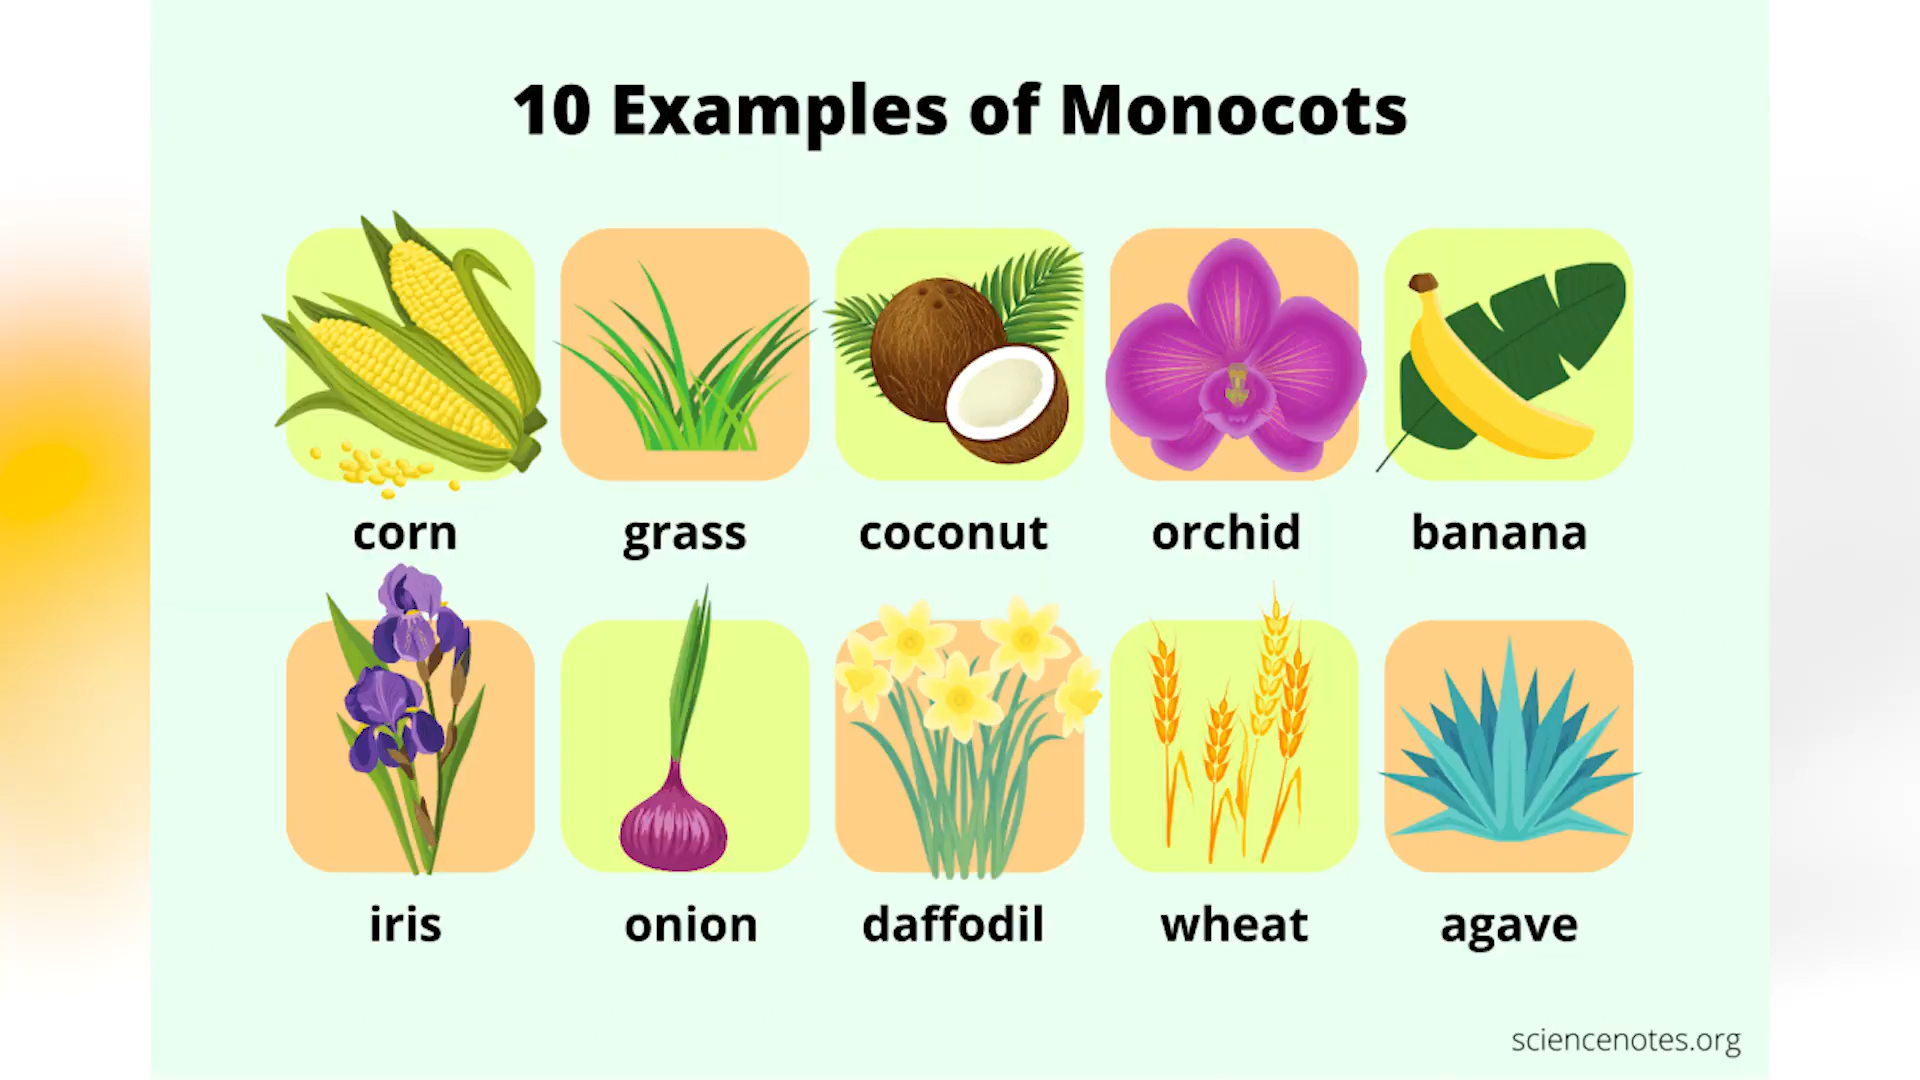 10 Examples of Monocots
corn grass coconut orchid banana
iris onion daffodil wheat agave
sciencenotes.org